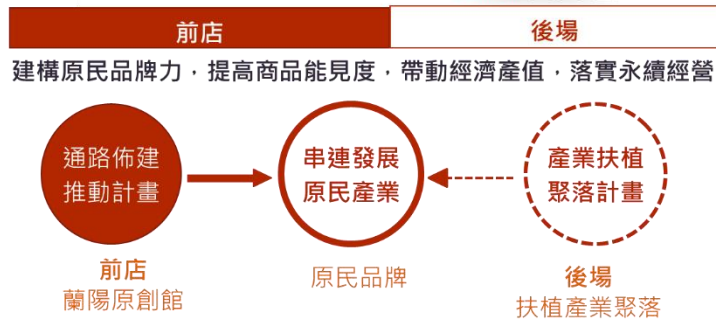 前店
後場
建構原民品牌力，提高商品能見度，帶動經濟產值，落實永續經營
通路佈建
推動計畫
串連發展
原民產業
產業扶植
聚落計畫
前店
蘭陽原創館
原民品牌
後場
扶植產業聚落